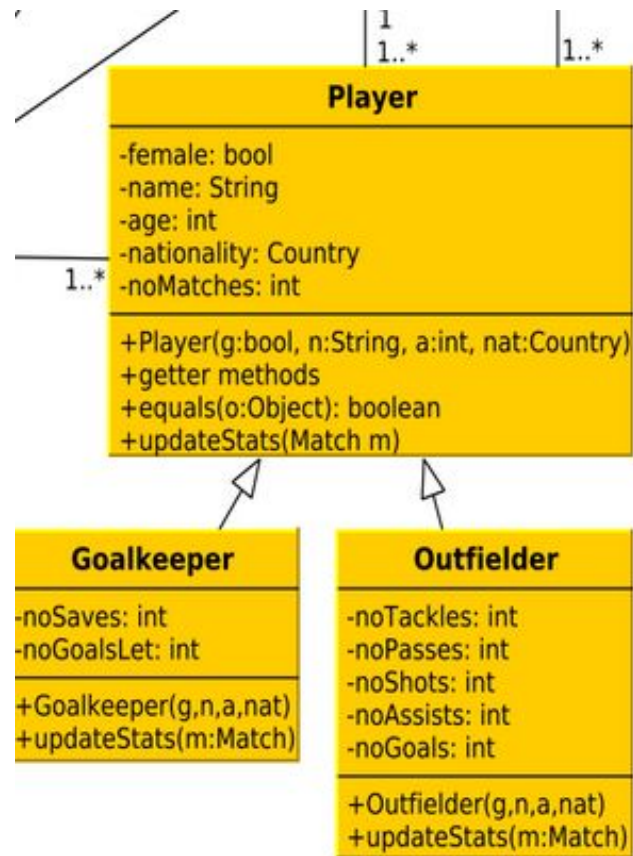 1
1..*
1..*
Player
-female: bool
-name: String
-age: int
-nationality: Country
-noMatches: int
1..*
+Player(g:bool, n:String, a:int, nat:Country)
+getter methods
+equals(o:Object): boolean
+updateStats(Match m)
Goalkeeper
-noSaves: int
-noGoalsLet: int
+Goalkeeper(g,n,a,nat)
+updateStats(m:Match)
Outfielder
-noTackles: int
-noPasses: int
-noShots: int
-noAssists: int
-noGoals: int
+Outfielder(g,n,a,nat)
+updateStats(m:Match)